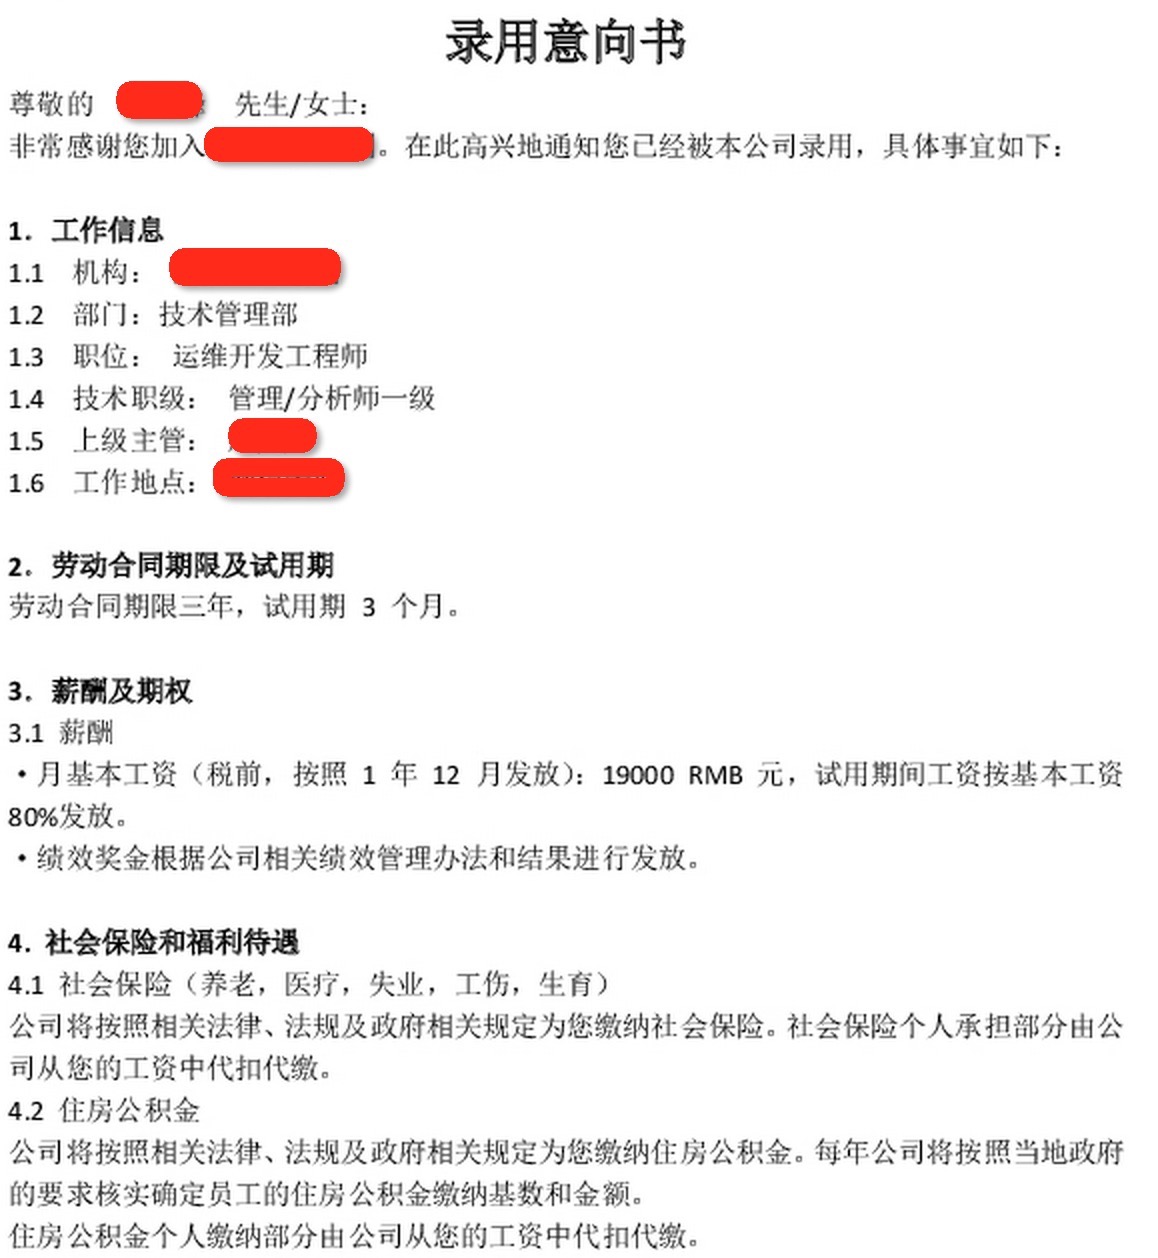 录用意向书
尊敬的 先生/女士：
非常感谢您加入 。在此高兴地通知您已经被本公司录用，具体事宜如下：
1. 工作信息
1.1 机构：
1.2 部门：技术管理部
1.3 职位： 运维开发工程师
1.4 技术职级： 管理/分析师一级
1.5 上级主管：
1.6 工作地点：
2. 劳动合同期限及试用期
劳动合同期限三年，试用期 3 个月。
3. 薪酬及期权
3.1 薪酬
·月基本工资（税前，按照 1 年 12 月发放）：19000 RMB 元，试用期间工资按基本工资
80%发放。
·绩效奖金根据公司相关绩效管理办法和结果进行发放。
4. 社会保险和福利待遇
4.1 社会保险（养老，医疗，失业，工伤，生育）
公司将按照相关法律、法规及政府相关规定为您缴纳社会保险。社会保险个人承担部分由公
司从您的工资中代扣代缴。
4.2 住房公积金
公司将按照相关法律、法规及政府相关规定为您缴纳住房公积金。每年公司将按照当地政府
的要求核实确定员工的住房公积金缴纳基数和金额。
住房公积金个人缴纳部分由公司从您的工资中代扣代缴。